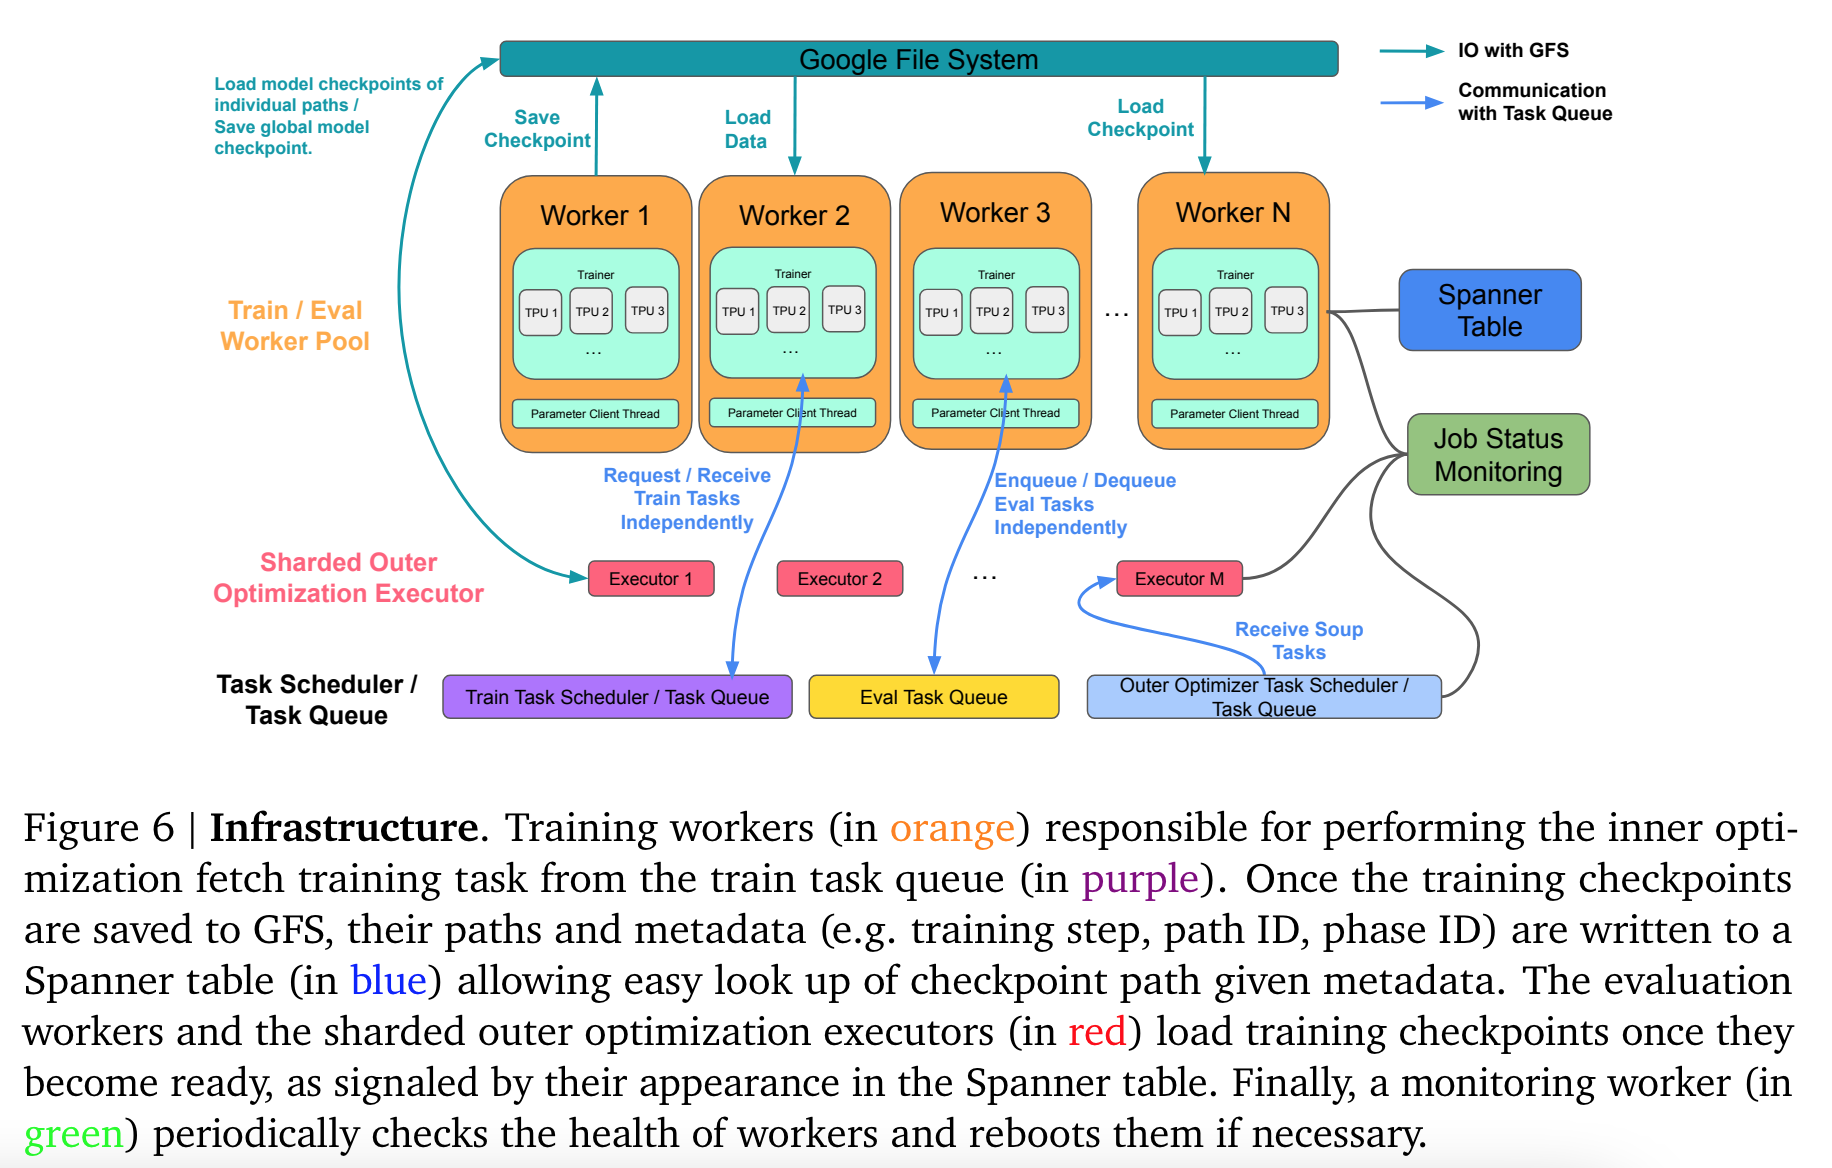 Google File System
IO with GFS
Communication
with Task Queue
Load model checkpoints of
individual paths /
Save global model
checkpoint.
Save
Checkpoint
Load
Data
Load
Checkpoint
Train / Eval
Worker Pool
Worker 1
Trainer
TPU 1
TPU 2
TPU 3
...
Parameter Client Thread
Worker 2
Trainer
TPU 1
TPU 2
TPU 3
...
Parameter Client Thread
Worker 3
Trainer
TPU 1
TPU 2
TPU 3
...
Parameter Client Thread
...
Worker N
Trainer
TPU 1
TPU 2
TPU 3
...
Parameter Client Thread
Spanner
Table
Job Status
Monitoring
Request / Receive
Train Tasks
Independently
Enqueue / Dequeue
Eval Tasks
Independently
Sharded Outer
Optimization Executor
Executor 1
Executor 2
...
Executor M
Receive Soup
Tasks
Task Scheduler /
Task Queue
Train Task Scheduler / Task Queue
Eval Task Queue
Outer Optimizer Task Scheduler /
Task Queue
Figure 6 | Infrastructure. Training workers (in orange) responsible for performing the inner opti-
mization fetch training task from the train task queue (in purple). Once the training checkpoints
are saved to GFS, their paths and metadata (e.g. training step, path ID, phase ID) are written to a
Spanner table (in blue) allowing easy look up of checkpoint path given metadata. The evaluation
workers and the sharded outer optimization executors (in red) load training checkpoints once they
become ready, as signaled by their appearance in the Spanner table. Finally, a monitoring worker (in
green) periodically checks the health of workers and reboots them if necessary.